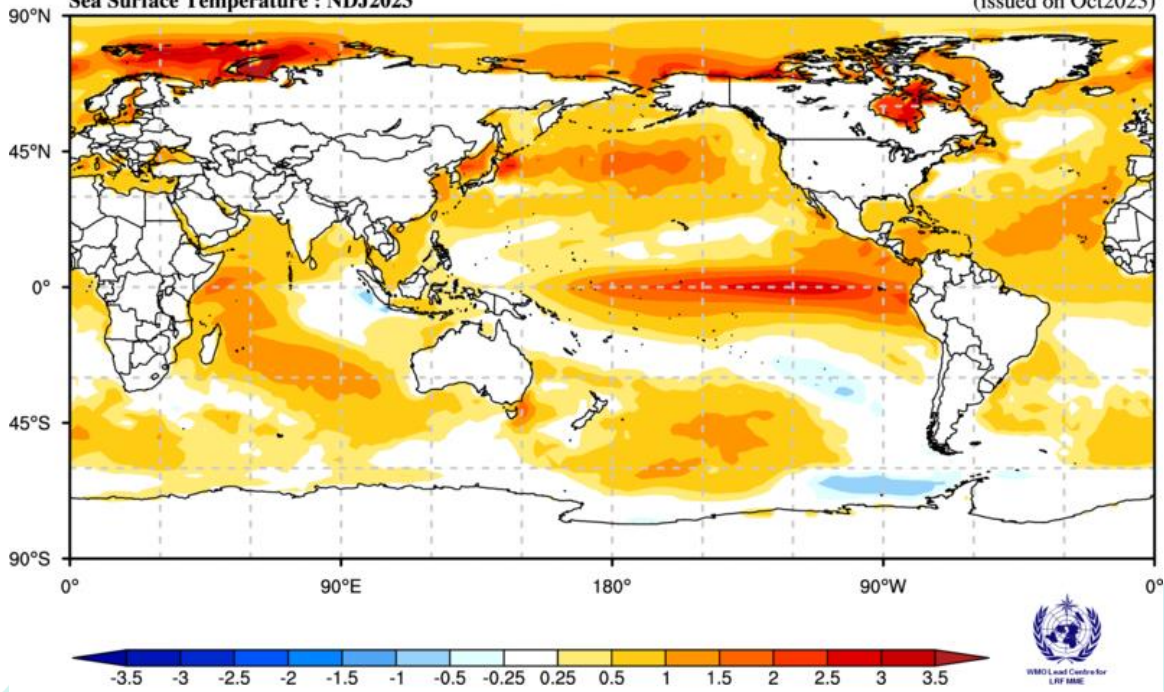 Sea Surface Temperature : NDJ2023
(issued on Oct2023)
90°N
45°N
0°
45°S
90°S
0°
90°E
180°
90°W
0°
-3.5 -3 -2.5 -2 -1.5 -1 -0.5 -0.25 0.25 0.5 1 1.5 2 2.5 3 3.5
WMO Lead Centre for
LRF MME